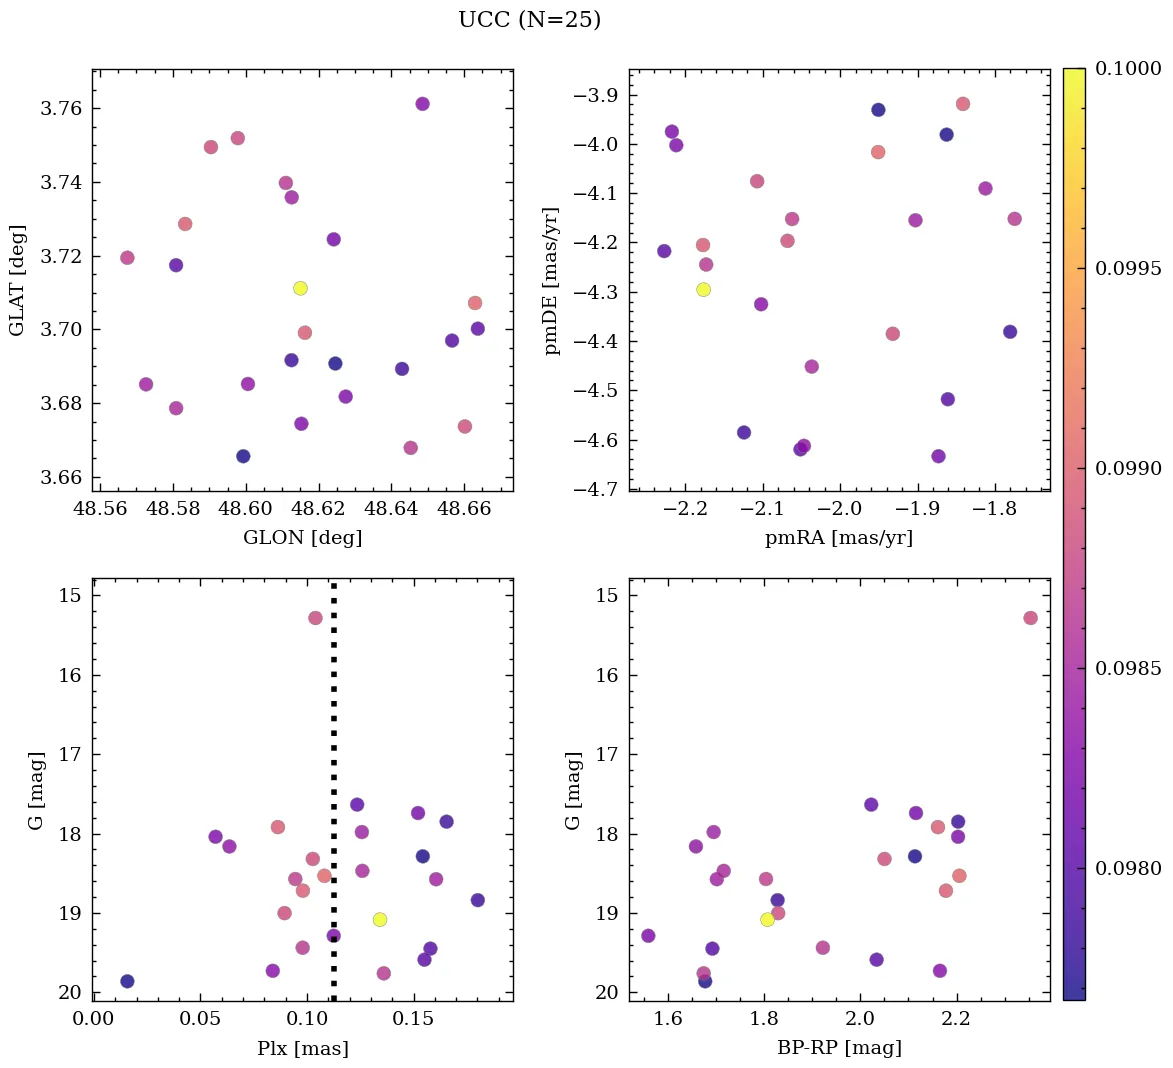 UCC (N=25)
3.76
3.74
3.72
3.70
3.68
3.66
GLAT [deg]
48.56 48.58 48.60 48.62 48.64 48.66
GLON [deg]
−3.9
−4.0
−4.1
−4.2
−4.3
−4.4
−4.5
−4.6
−4.7
pmDE [mas/yr]
−2.2 −2.1 −2.0 −1.9 −1.8
pmRA [mas/yr]
0.1000
0.0995
0.0990
0.0985
0.0980
15
16
17
18
19
20
G [mag]
0.00 0.05 0.10 0.15
Plx [mas]
15
16
17
18
19
20
G [mag]
1.6 1.8 2.0 2.2
BP-RP [mag]